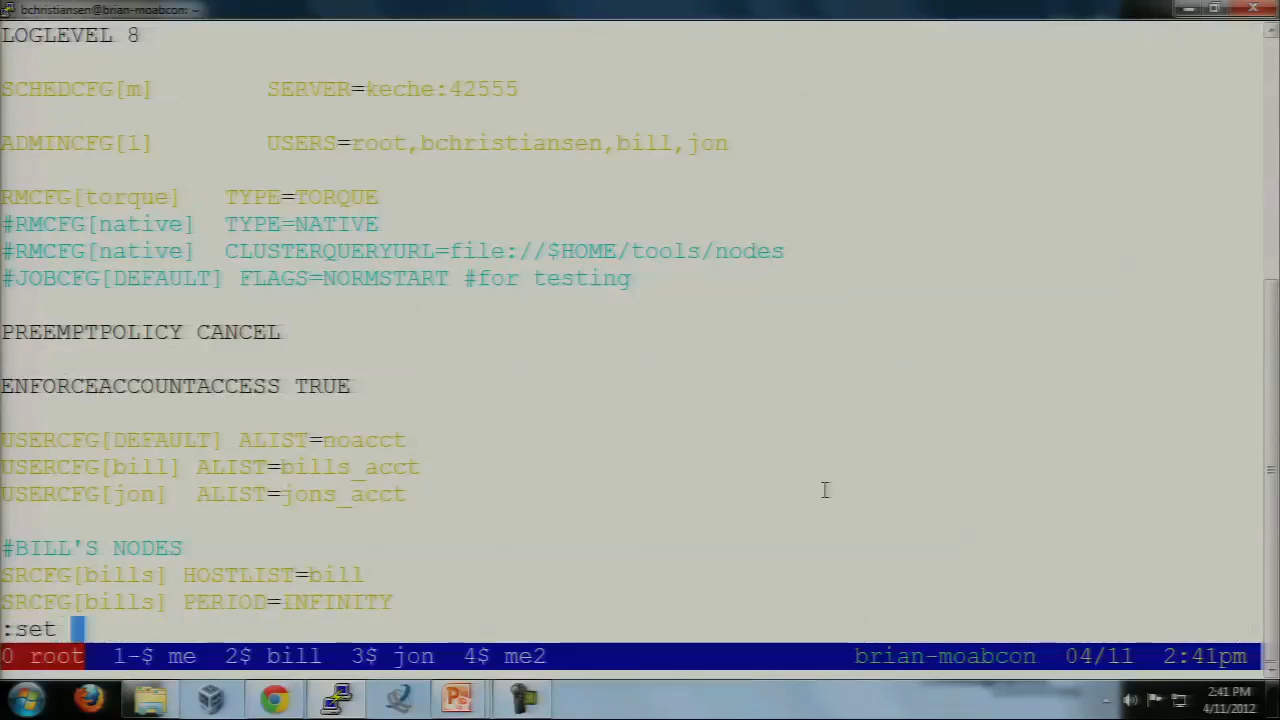 bchristiansen@brian-moabcon: ~
LOGLEVEL 8
SCHEDCFG[m] SERVER=keche:42555
ADMINCFG[1] USERS=root,bchristiansen,bill,jon
RMCFG[torque] TYPE=TORQUE
#RMCFG[native] TYPE=NATIVE
#RMCFG[native] CLUSTERQUERYURL=file://$HOME/tools/nodes
#JOBCFG[DEFAULT] FLAGS=NORMSTART #for testing
PREEMPTPOLICY CANCEL
ENFORCEACCOUNTACCESS TRUE
USERCFG[DEFAULT] ALIST=noacct
USERCFG[bill] ALIST=bills_acct
USERCFG[jon] ALIST=jons_acct
#BILL'S NODES
SRCFG[bills] HOSTLIST=bill
SRCFG[bills] PERIOD=INFINITY
:set
0 root 1-$ me 2$ bill 3$ jon 4$ me2 brian-moabcon 04/11 2:41pm
2:41 PM
4/11/2012